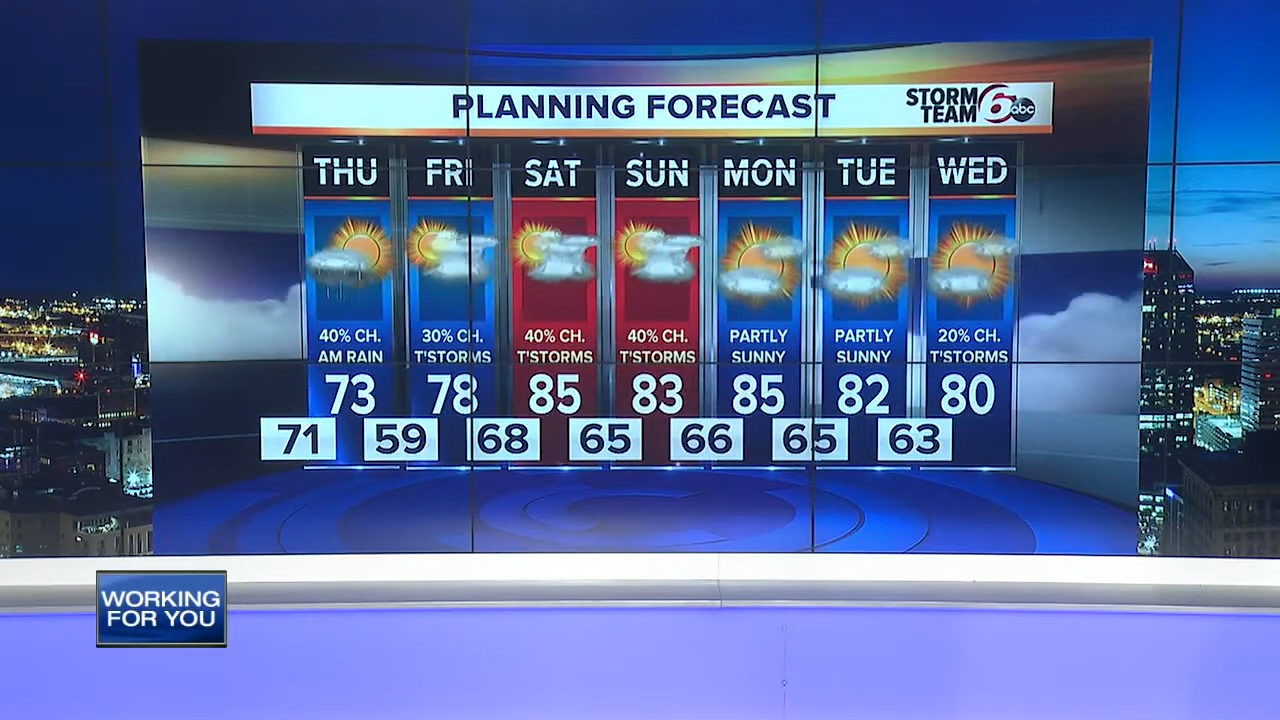 PLANNING FORECAST
STORM
TEAM
6
abc
THU FRI SAT SUN MON TUE WED
40% CH. 30% CH. 40% CH. 40% CH. PARTLY PARTLY 20% CH.
AM RAIN T'STORMS T'STORMS T'STORMS SUNNY SUNNY T'STORMS
73 78 85 83 85 82 80
71 59 68 65 66 65 63
WORKING
FOR YOU